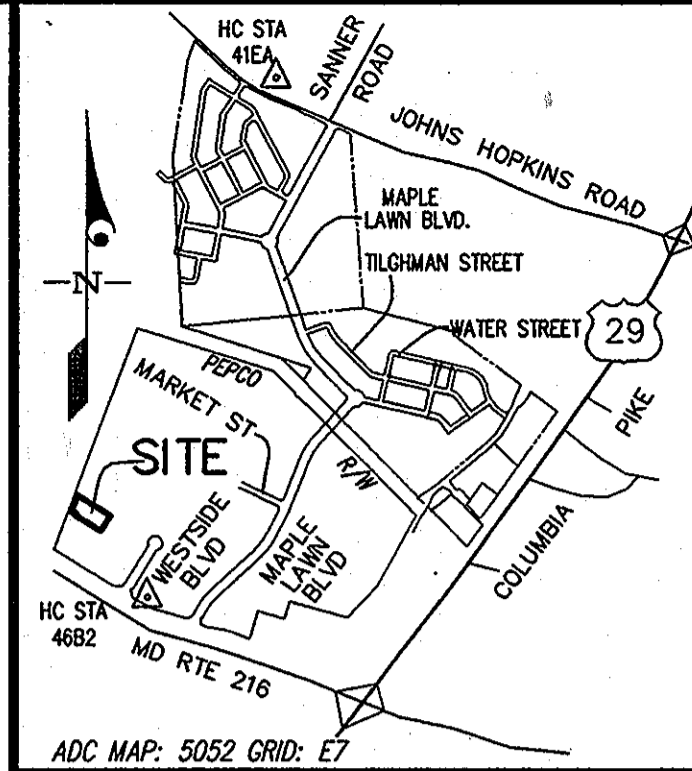 HC STA
41EA
SANNER
ROAD
JOHNS HOPKINS ROAD
MAPLE
LAWN BLVD.
TILGHMAN STREET
N
WATER STREET
29
PEPCO
R/W
MARKET ST
PIKE
COLUMBIA
SITE
WESTSIDE
BLVD
MAPLE
LAWN
BLVD
HC STA
46B2
MD RTE 216
ADC MAP: 5052 GRID: E7